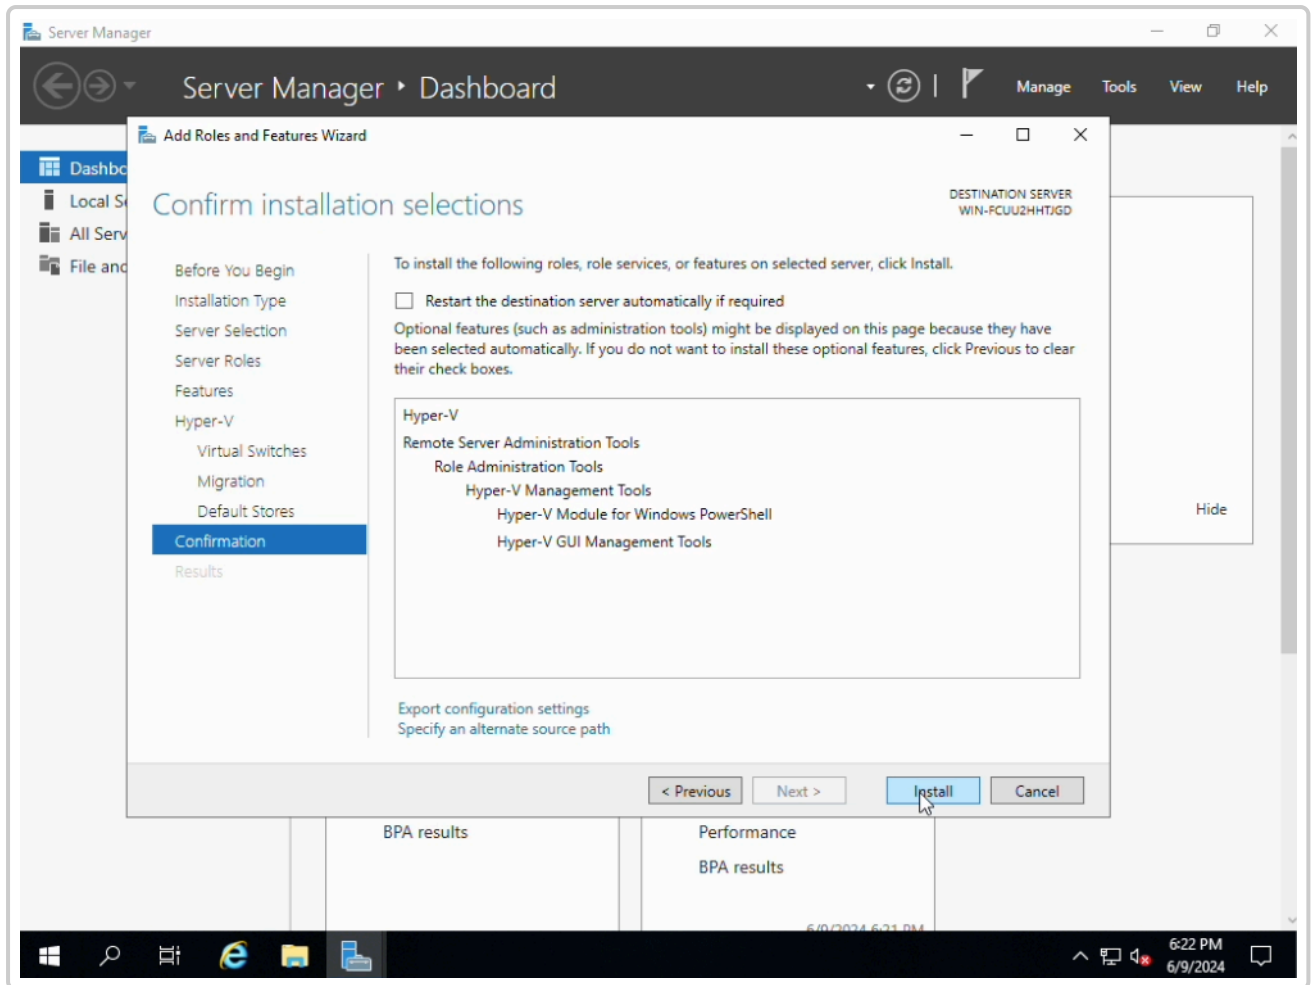 Server Manager
Server Manager ‣ Dashboard
Manage
Tools
View
Help
Add Roles and Features Wizard
Dashbo
Local Se
All Serv
File and
Confirm installation selections
DESTINATION SERVER
WIN-FCUU2HHTJGD
Before You Begin
Installation Type
Server Selection
Server Roles
Features
Hyper-V
Virtual Switches
Migration
Default Stores
Confirmation
Results
To install the following roles, role services, or features on selected server, click Install.
Restart the destination server automatically if required
Optional features (such as administration tools) might be displayed on this page because they have
been selected automatically. If you do not want to install these optional features, click Previous to clear
their check boxes.
Hyper-V
Remote Server Administration Tools
Role Administration Tools
Hyper-V Management Tools
Hyper-V Module for Windows PowerShell
Hyper-V GUI Management Tools
Hide
Export configuration settings
Specify an alternate source path
< Previous
Next >
Install
Cancel
BPA results
Performance
BPA results
6/9/2024 6:21 PM
6:22 PM
6/9/2024